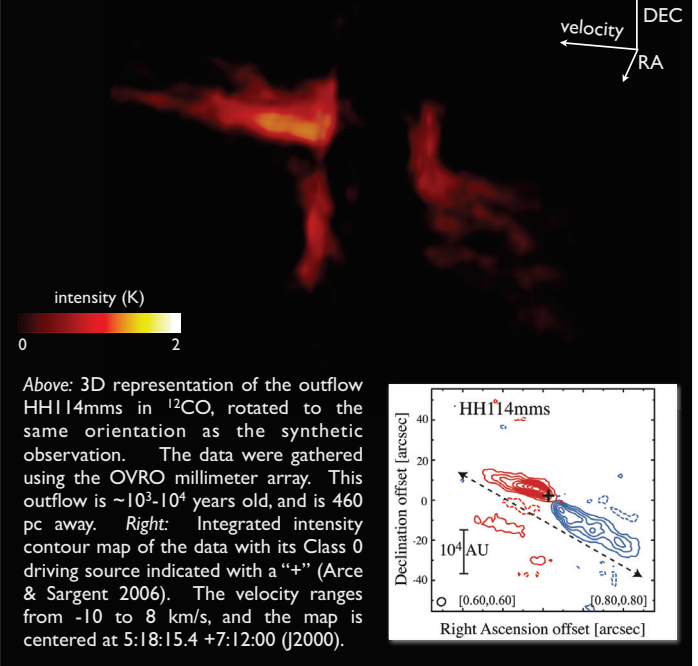 DEC
velocity
RA
intensity (K)
0 2
Above: 3D representation of the outflow
HH114mms in ¹²CO, rotated to the
same orientation as the synthetic
observation. The data were gathered
using the OVRO millimeter array. This
outflow is ~10³-10⁴ years old, and is 460
pc away. Right: Integrated intensity
contour map of the data with its Class 0
driving source indicated with a “+” (Arce
& Sargent 2006). The velocity ranges
from -10 to 8 km/s, and the map is
centered at 5:18:15.4 +7:12:00 (J2000).
HH114mms
Declination offset [arcsec]
40
20
0
-20
-40
10⁴ AU
[0.60,0.60] [0.80,0.80]
Right Ascension offset [arcsec]